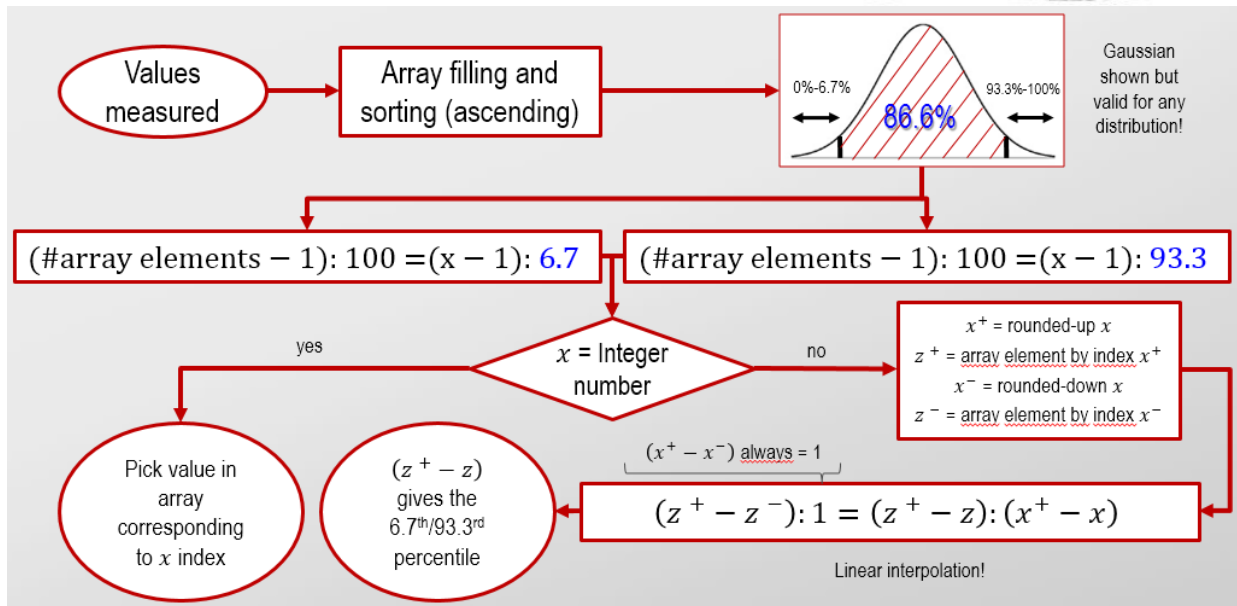 Values
measured
Array filling and
sorting (ascending)
0%-6.7%
86.6%
93.3%-100%
Gaussian
shown but
valid for any
distribution!
(#array elements − 1): 100 =(x − 1): 6.7
(#array elements − 1): 100 =(x − 1): 93.3
yes
x = Integer
number
no
x⁺ = rounded-up x
z⁺ = array element by index x⁺
x⁻ = rounded-down x
z⁻ = array element by index x⁻
Pick value in
array
corresponding
to x index
(z⁺ − z)
gives the
6.7th/93.3rd
percentile
(x⁺ − x⁻) always = 1
(z⁺ − z⁻): 1 = (z⁺ − z): (x⁺ − x)
Linear interpolation!